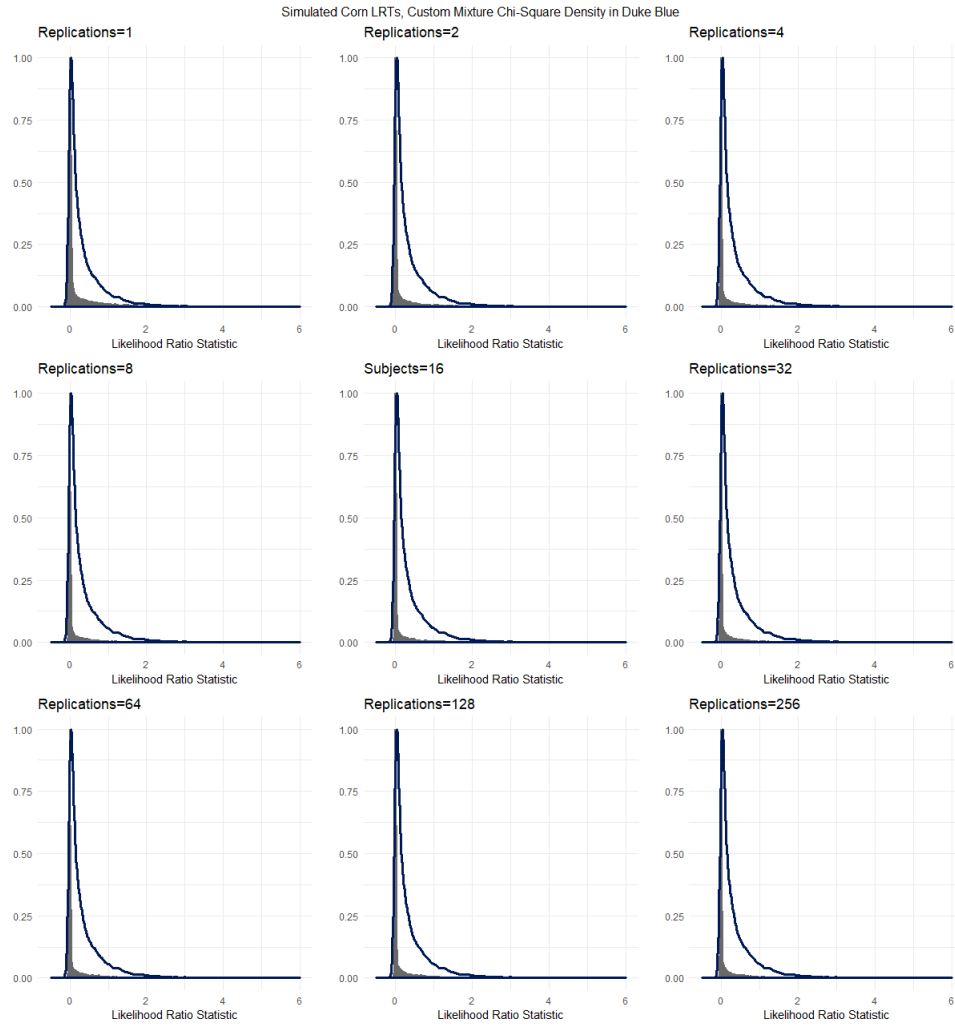 Simulated Corn LRTs, Custom Mixture Chi-Square Density in Duke Blue
Replications=1
Replications=2
Replications=4
1.00
0.75
0.50
0.25
0.00
0 2 4 6
Likelihood Ratio Statistic
1.00
0.75
0.50
0.25
0.00
0 2 4 6
Likelihood Ratio Statistic
1.00
0.75
0.50
0.25
0.00
0 2 4 6
Likelihood Ratio Statistic
Replications=8
Subjects=16
Replications=32
1.00
0.75
0.50
0.25
0.00
0 2 4 6
Likelihood Ratio Statistic
1.00
0.75
0.50
0.25
0.00
0 2 4 6
Likelihood Ratio Statistic
1.00
0.75
0.50
0.25
0.00
0 2 4 6
Likelihood Ratio Statistic
Replications=64
Replications=128
Replications=256
1.00
0.75
0.50
0.25
0.00
0 2 4 6
Likelihood Ratio Statistic
1.00
0.75
0.50
0.25
0.00
0 2 4 6
Likelihood Ratio Statistic
1.00
0.75
0.50
0.25
0.00
0 2 4 6
Likelihood Ratio Statistic